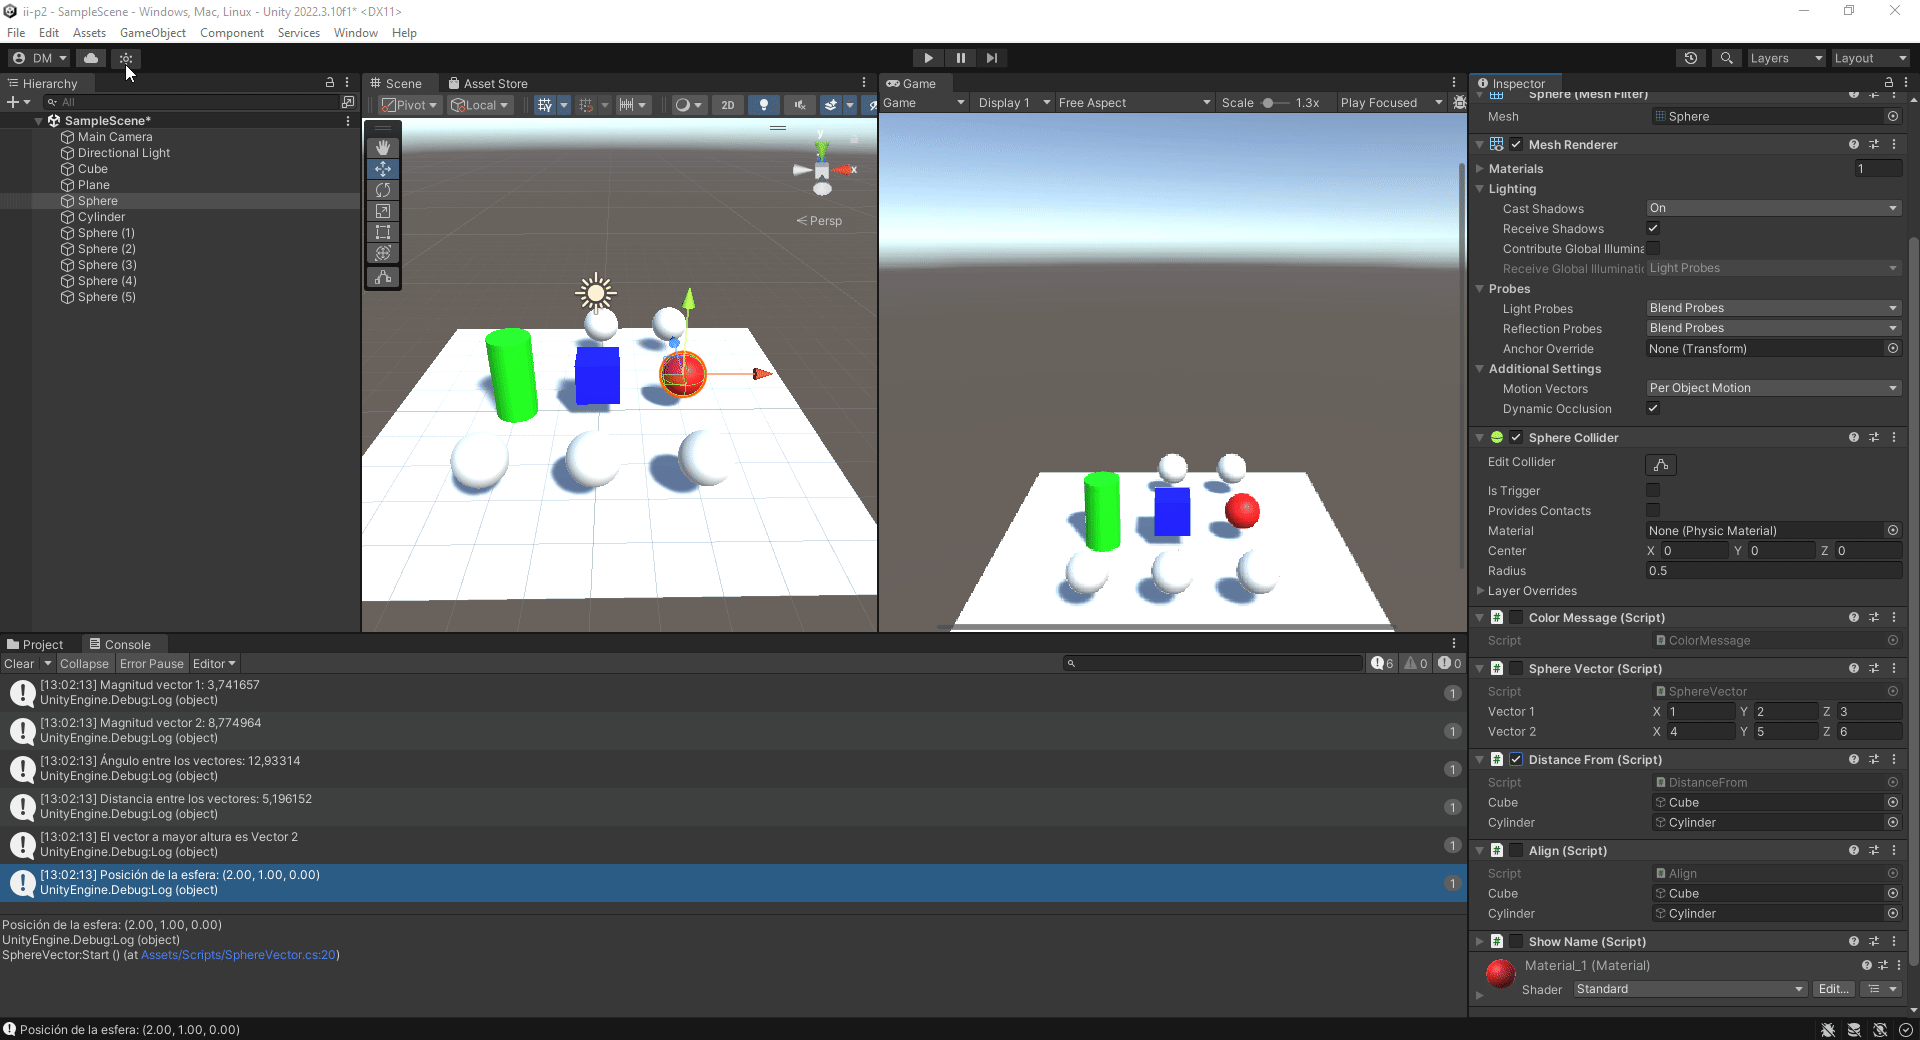 ii-p2 - SampleScene - Windows, Mac, Linux - Unity 2022.3.10f1* <DX11>
File Edit Assets GameObject Component Services Window Help
DM Layers Layout
Hierarchy
All
SampleScene*
Main Camera
Directional Light
Cube
Plane
Sphere
Cylinder
Sphere (1)
Sphere (2)
Sphere (3)
Sphere (4)
Sphere (5)
Scene Asset Store
Pivot Local 2D
y
x
Persp
Game
Game Display 1 Free Aspect Scale 1.3x Play Focused
Inspector
Sphere (Mesh Filter)
Mesh Sphere
Mesh Renderer
Materials 1
Lighting
Cast Shadows On
Receive Shadows
Contribute Global Illumina
Receive Global Illuminatic Light Probes
Probes
Light Probes Blend Probes
Reflection Probes Blend Probes
Anchor Override None (Transform)
Additional Settings
Motion Vectors Per Object Motion
Dynamic Occlusion
Sphere Collider
Edit Collider
Is Trigger
Provides Contacts
Material None (Physic Material)
Center X 0 Y 0 Z 0
Radius 0.5
Layer Overrides
# Color Message (Script)
Script ColorMessage
# Sphere Vector (Script)
Script SphereVector
Vector 1 X 1 Y 2 Z 3
Vector 2 X 4 Y 5 Z 6
# Distance From (Script)
Script DistanceFrom
Cube Cube
Cylinder Cylinder
# Align (Script)
Script Align
Cube Cube
Cylinder Cylinder
# Show Name (Script)
Material_1 (Material)
Shader Standard Edit...
Project Console
Clear Collapse Error Pause Editor 6 0 0
[13:02:13] Magnitud vector 1: 3,741657
UnityEngine.Debug:Log (object) 1
[13:02:13] Magnitud vector 2: 8,774964
UnityEngine.Debug:Log (object) 1
[13:02:13] Ángulo entre los vectores: 12,93314
UnityEngine.Debug:Log (object) 1
[13:02:13] Distancia entre los vectores: 5,196152
UnityEngine.Debug:Log (object) 1
[13:02:13] El vector a mayor altura es Vector 2
UnityEngine.Debug:Log (object) 1
[13:02:13] Posición de la esfera: (2.00, 1.00, 0.00)
UnityEngine.Debug:Log (object) 1
Posición de la esfera: (2.00, 1.00, 0.00)
UnityEngine.Debug:Log (object)
SphereVector:Start () (at Assets/Scripts/SphereVector.cs:20)
Posición de la esfera: (2.00, 1.00, 0.00)